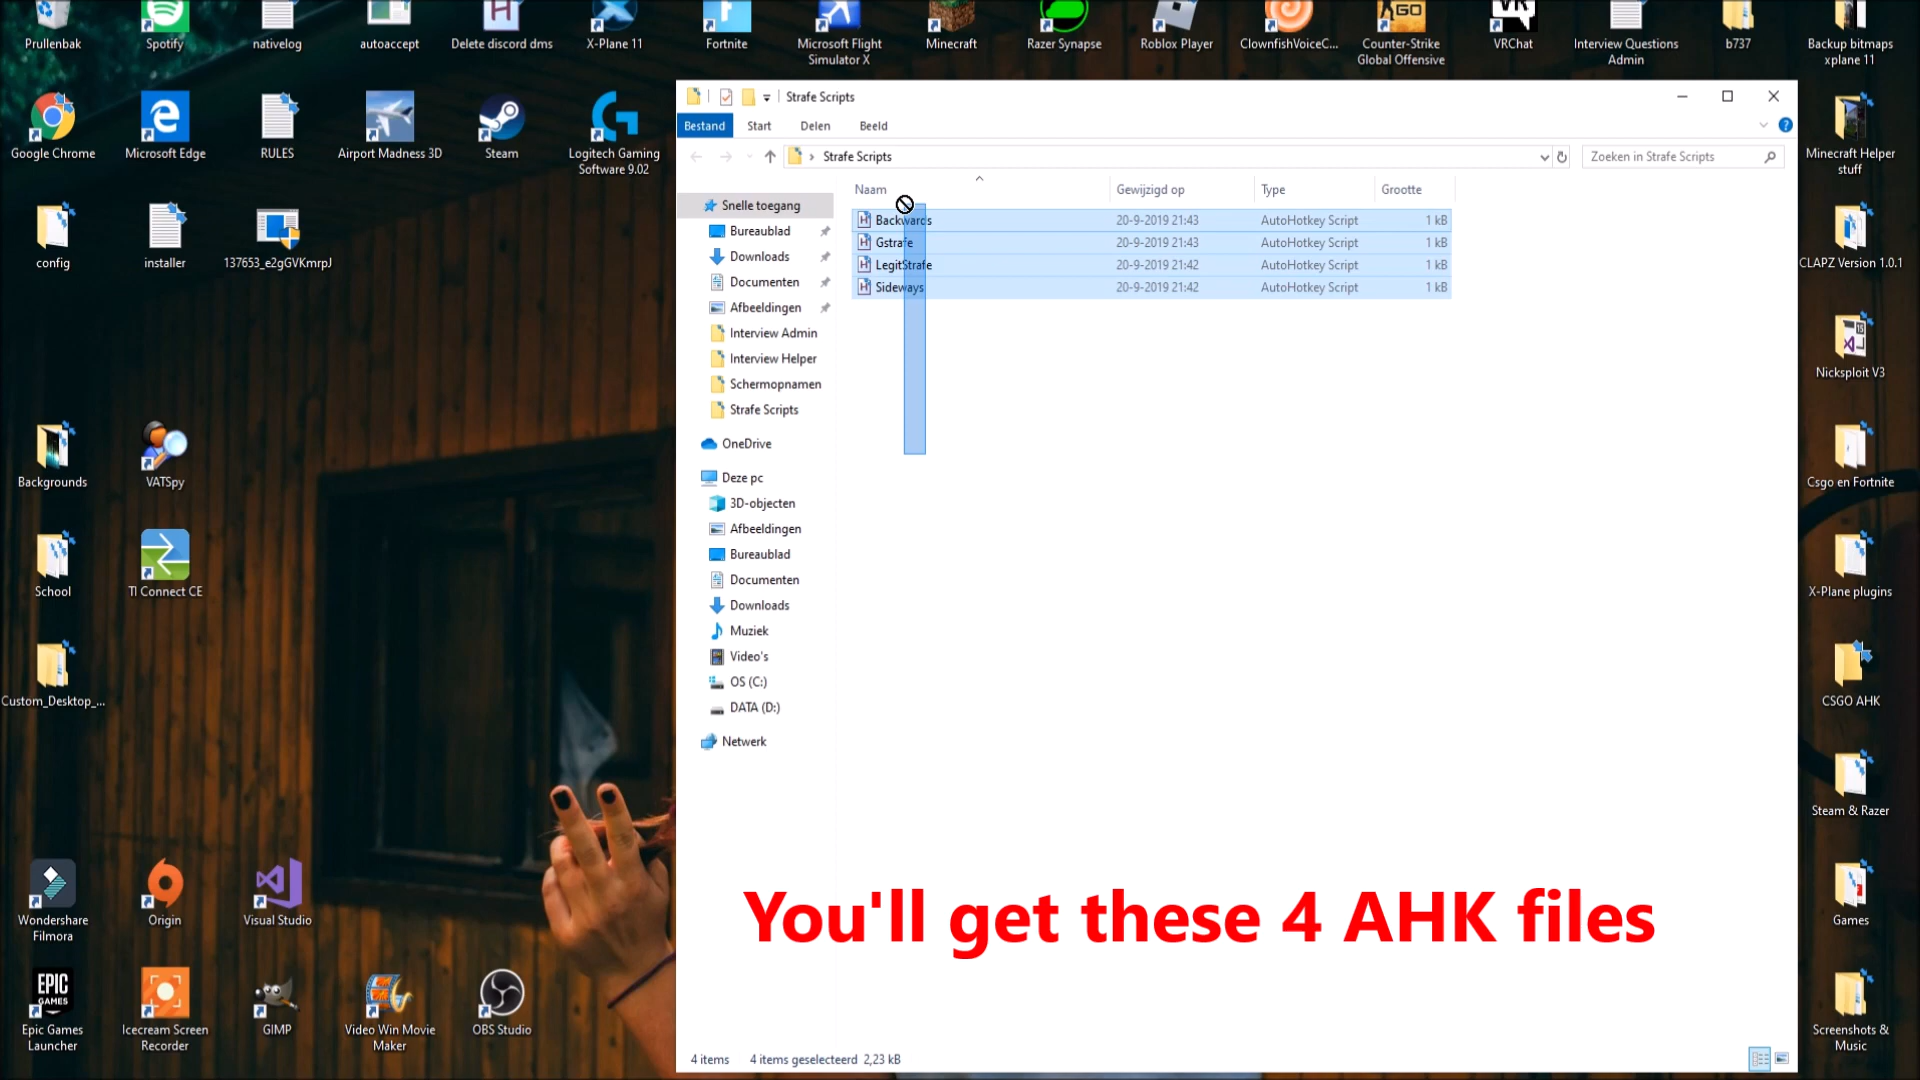 Prullenbak
Spotify
nativelog
autoaccept
Delete discord dms
X-Plane 11
Fortnite
Microsoft Flight
Simulator X
Minecraft
Razer Synapse
Roblox Player
ClownfishVoiceC...
Counter-Strike
Global Offensive
VRChat
Interview Questions
Admin
b737
Backup bitmaps
xplane 11
Google Chrome
Microsoft Edge
RULES
Airport Madness 3D
Steam
Logitech Gaming
Software 9.02
config
installer
137653_e2gGVKmrpJ
Backgrounds
VATSpy
School
TI Connect CE
Custom_Desktop_...
Wondershare
Filmora
Origin
Visual Studio
EPIC
GAMES
Epic Games
Launcher
Icecream Screen
Recorder
GIMP
Video Win Movie
Maker
OBS Studio
Strafe Scripts
Bestand Start Delen Beeld
Strafe Scripts
Zoeken in Strafe Scripts
Naam Gewijzigd op Type Grootte
Backwards 20-9-2019 21:43 AutoHotkey Script 1 kB
Gstrafe 20-9-2019 21:43 AutoHotkey Script 1 kB
LegitStrafe 20-9-2019 21:42 AutoHotkey Script 1 kB
Sideways 20-9-2019 21:42 AutoHotkey Script 1 kB
Snelle toegang
Bureaublad
Downloads
Documenten
Afbeeldingen
Interview Admin
Interview Helper
Schermopnamen
Strafe Scripts
OneDrive
Deze pc
3D-objecten
Afbeeldingen
Bureaublad
Documenten
Downloads
Muziek
Video's
OS (C:)
DATA (D:)
Netwerk
You'll get these 4 AHK files
4 items 4 items geselecteerd 2,23 kB
Minecraft Helper
stuff
CLAPZ Version 1.0.1
Nicksploit V3
Csgo en Fortnite
X-Plane plugins
CSGO AHK
Steam & Razer
Games
Screenshots &
Music